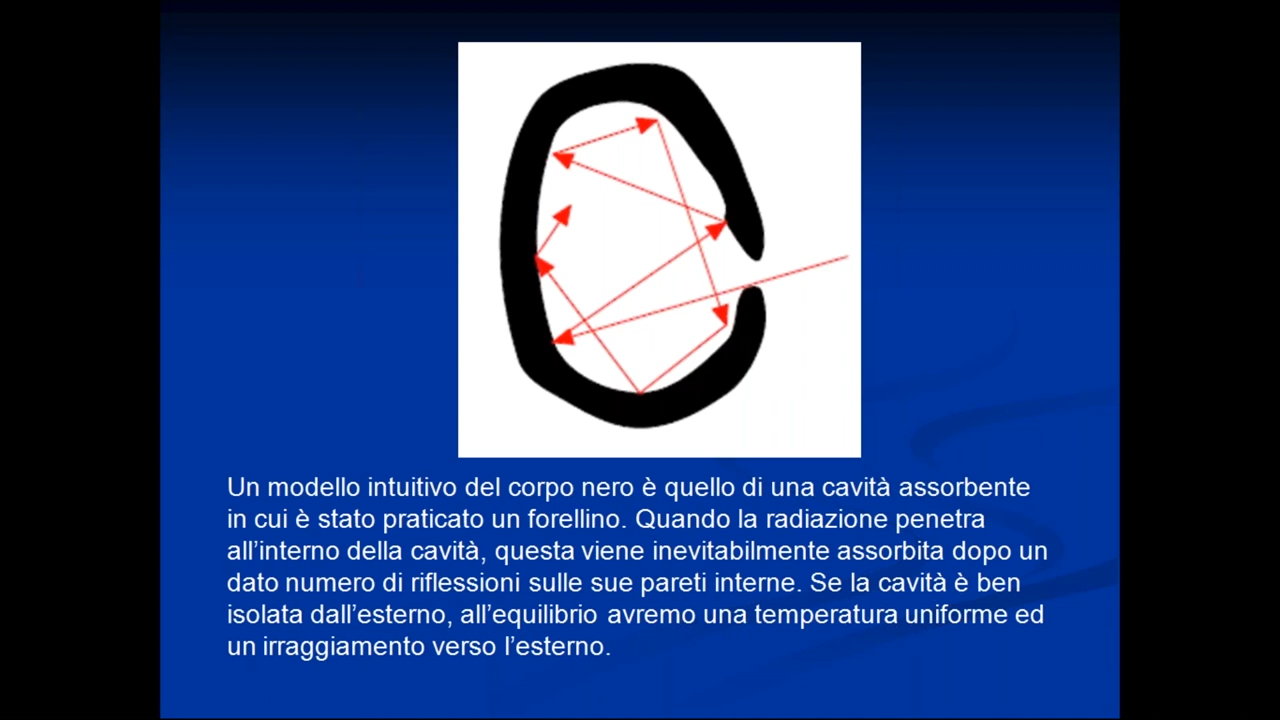 Un modello intuitivo del corpo nero è quello di una cavità assorbente
in cui è stato praticato un forellino. Quando la radiazione penetra
all’interno della cavità, questa viene inevitabilmente assorbita dopo un
dato numero di riflessioni sulle sue pareti interne. Se la cavità è ben
isolata dall’esterno, all’equilibrio avremo una temperatura uniforme ed
un irraggiamento verso l’esterno.